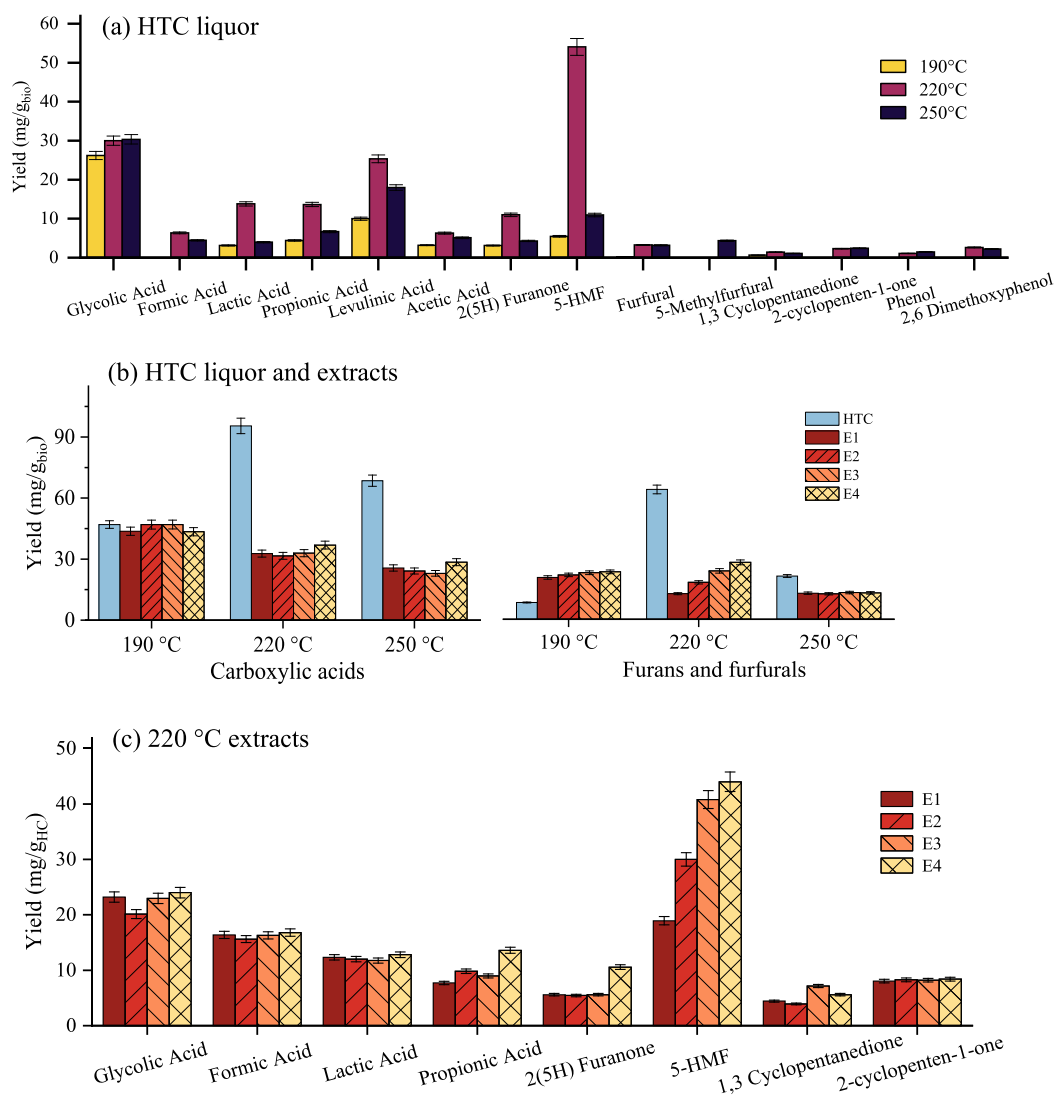 (a) HTC liquor
Yield (mg/g_bio)
60
50
40
30
20
10
0
190°C
220°C
250°C
Glycolic Acid
Formic Acid
Lactic Acid
Propionic Acid
Levulinic Acid
Acetic Acid
2(5H) Furanone
5-HMF
Furfural
5-Methylfurfural
1,3 Cyclopentanedione
2-cyclopenten-1-one
Phenol
2,6 Dimethoxyphenol
(b) HTC liquor and extracts
Yield (mg/g_bio)
90
60
30
0
HTC
E1
E2
E3
E4
190 °C 220 °C 250 °C 190 °C 220 °C 250 °C
Carboxylic acids Furans and furfurals
(c) 220 °C extracts
Yield (mg/g_HC)
50
40
30
20
10
0
E1
E2
E3
E4
Glycolic Acid
Formic Acid
Lactic Acid
Propionic Acid
2(5H) Furanone
5-HMF
1,3 Cyclopentanedione
2-cyclopenten-1-one